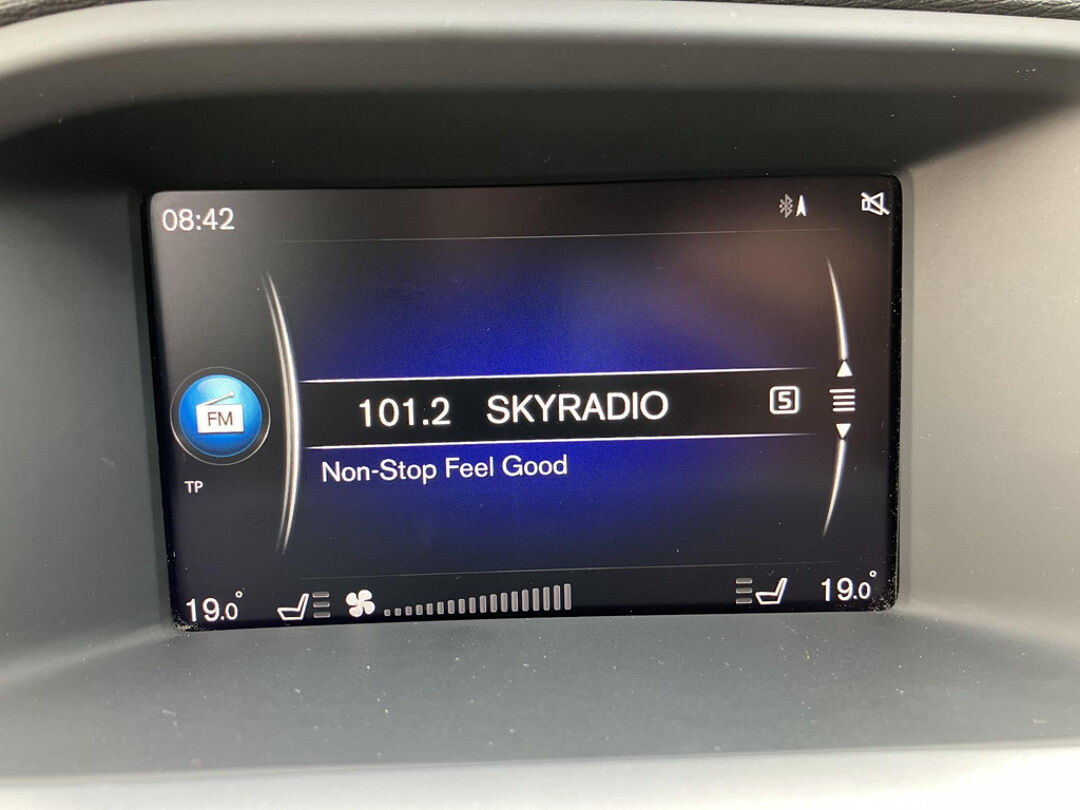 08:42
101.2 SKYRADIO 5
FM
Non-Stop Feel Good
TP
19.0° 19.0°